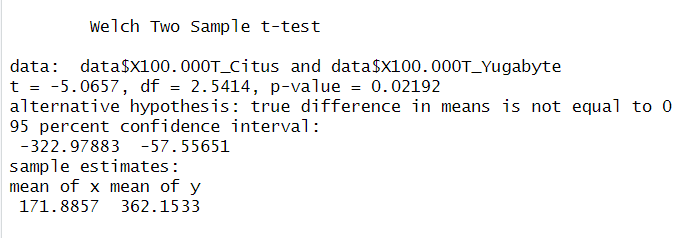 Welch Two Sample t-test
data:  data$X100.000T_Citus and data$X100.000T_Yugabyte
t = -5.0657, df = 2.5414, p-value = 0.02192
alternative hypothesis: true difference in means is not equal to 0
95 percent confidence interval:
-322.97883  -57.55651
sample estimates:
mean of x mean of y
171.8857  362.1533